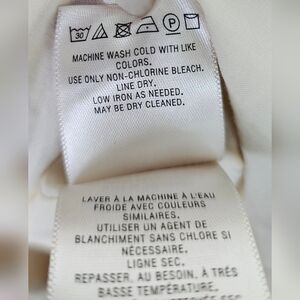 30
P
MACHINE WASH COLD WITH LIKE
COLORS.
USE ONLY NON-CHLORINE BLEACH.
LINE DRY.
LOW IRON AS NEEDED.
MAY BE DRY CLEANED.
LAVER À LA MACHINE À L'EAU
FROIDE AVEC COULEURS
SIMILAIRES.
UTILISER UN AGENT DE
BLANCHIMENT SANS CHLORE SI
NÉCESSAIRE.
LIGNE SEC.
REPASSER, AU BESOIN, À TRÈS
BASSE TEMPÉRATURE.